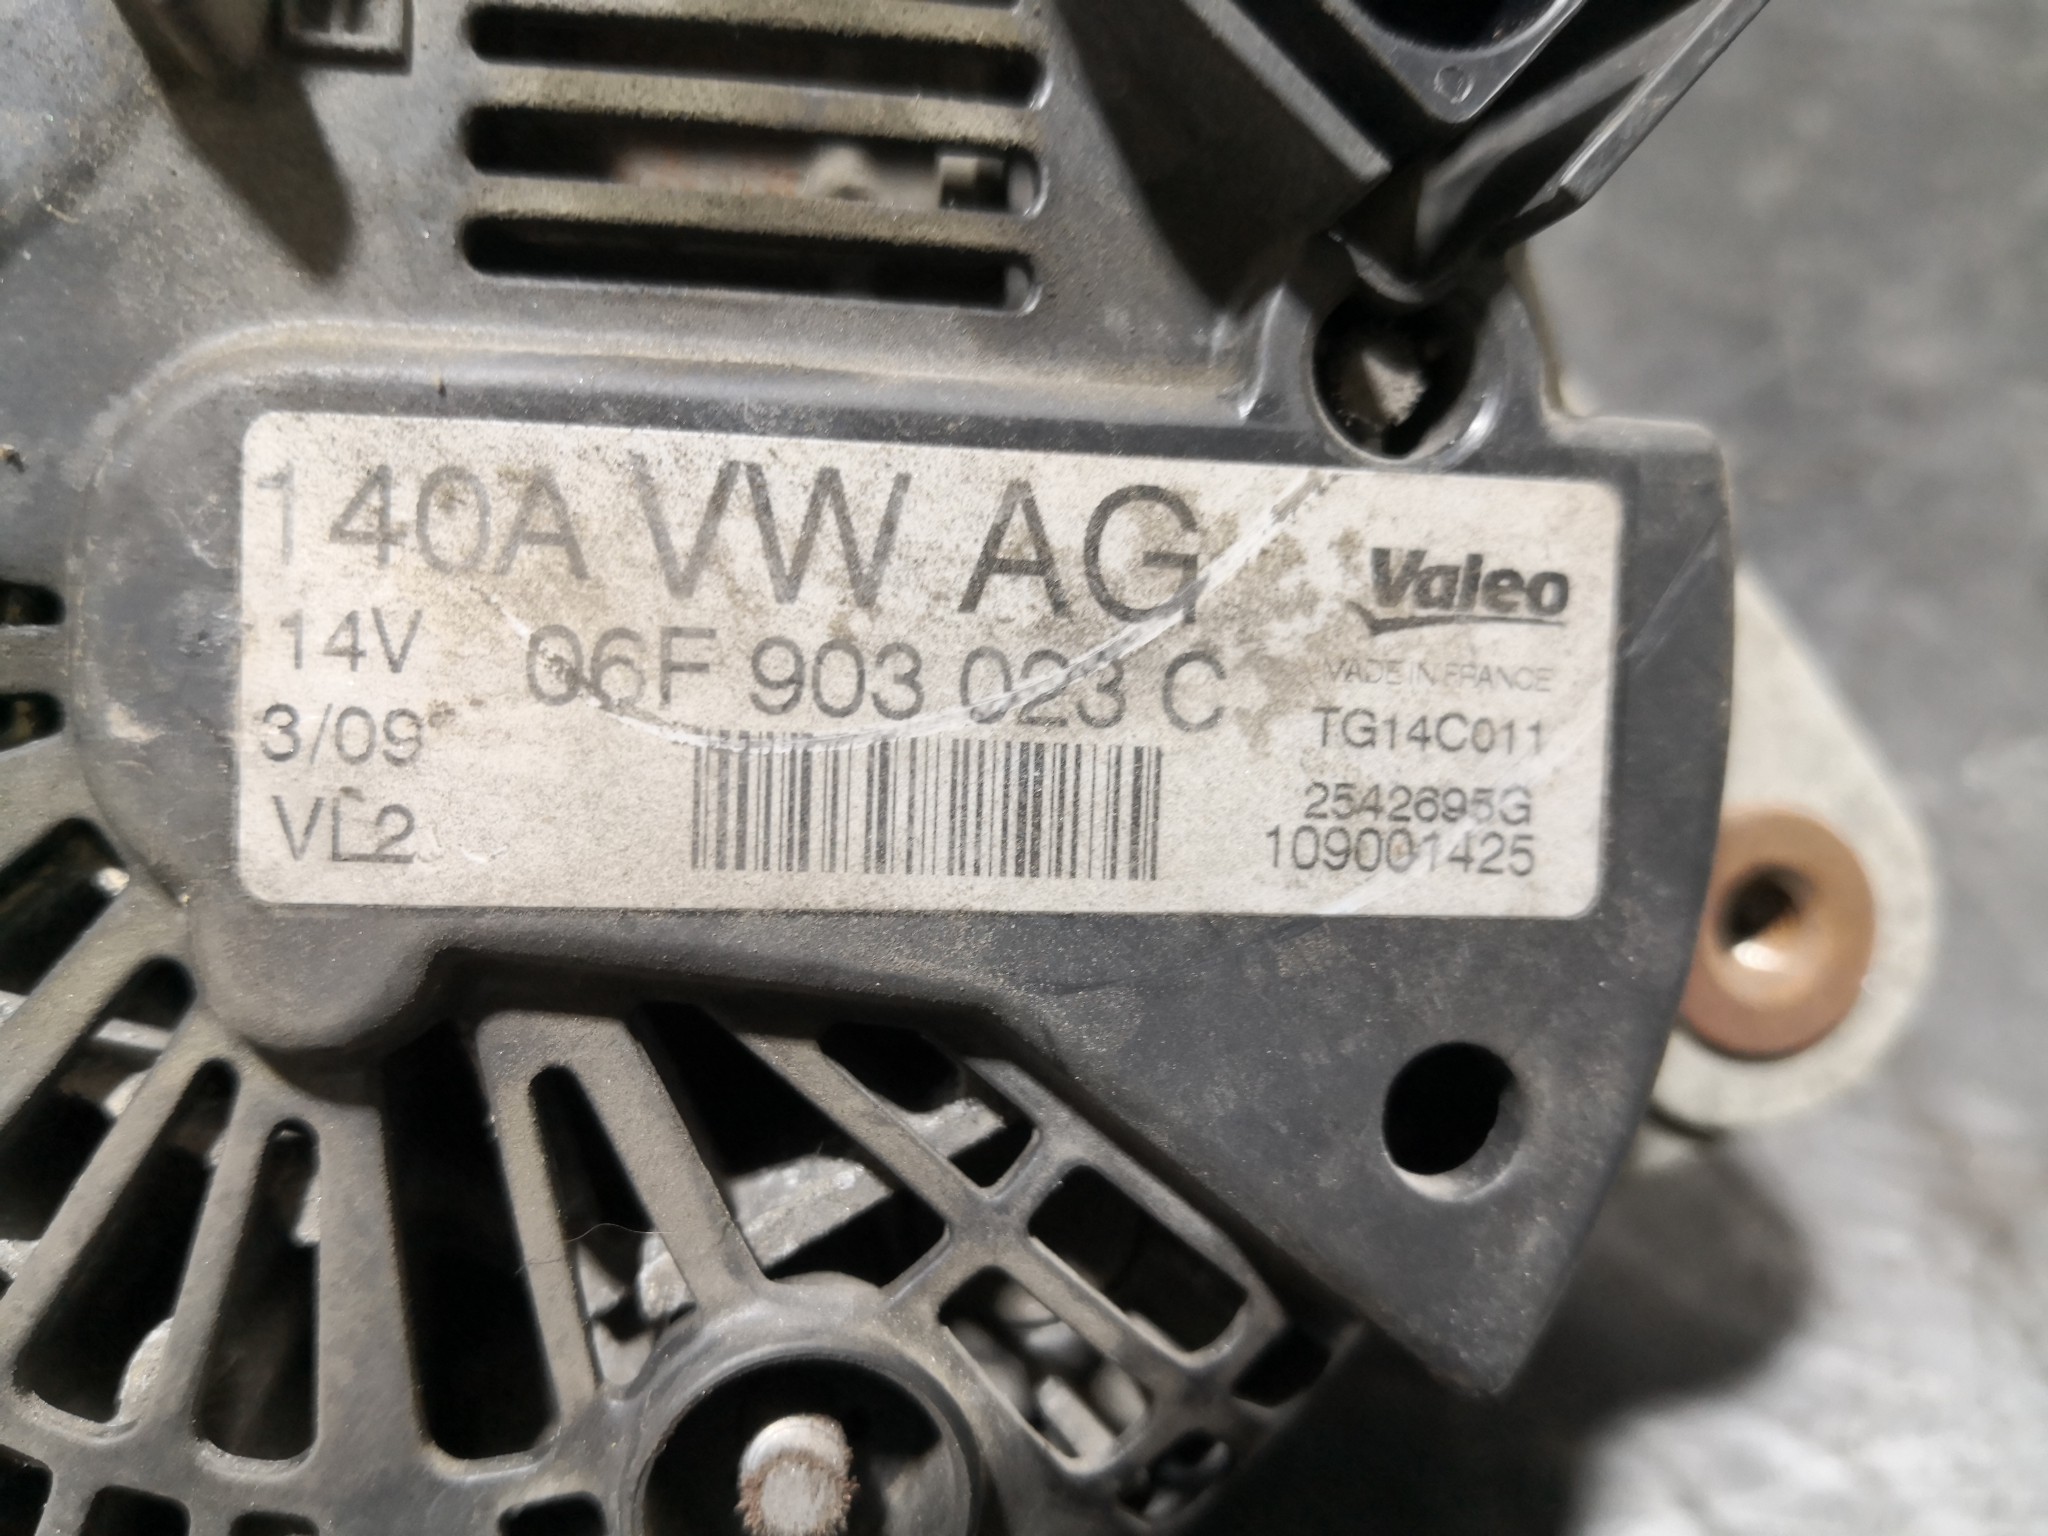 140A VW AG
Valeo
14V
06F 903 023 C
MADE IN FRANCE
3/09
TG14C011
VL2
2542695G
109001425